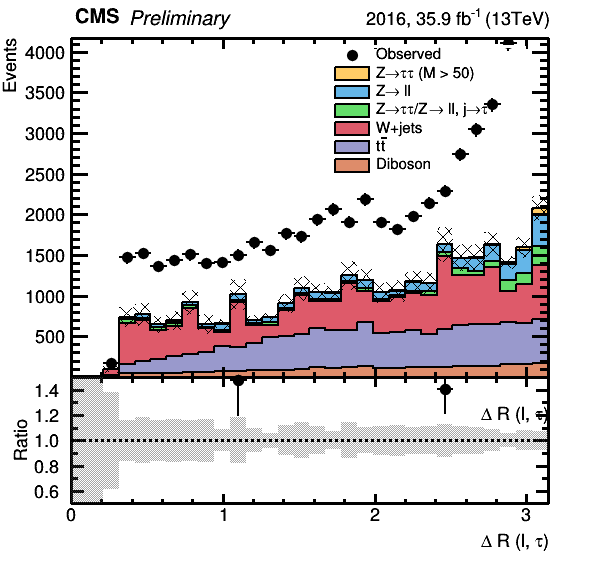 CMS Preliminary 2016, 35.9 fb⁻¹ (13TeV)
Events
4000
3500
3000
2500
2000
1500
1000
500
Observed
Z→ττ (M > 50)
Z→ ll
Z→ττ/Z→ ll, j→τ
W+jets
tt̄
Diboson
Ratio
1.4
1.2
1.0
0.8
0.6
Δ R (l, τ)
0 1 2 3
Δ R (l, τ)